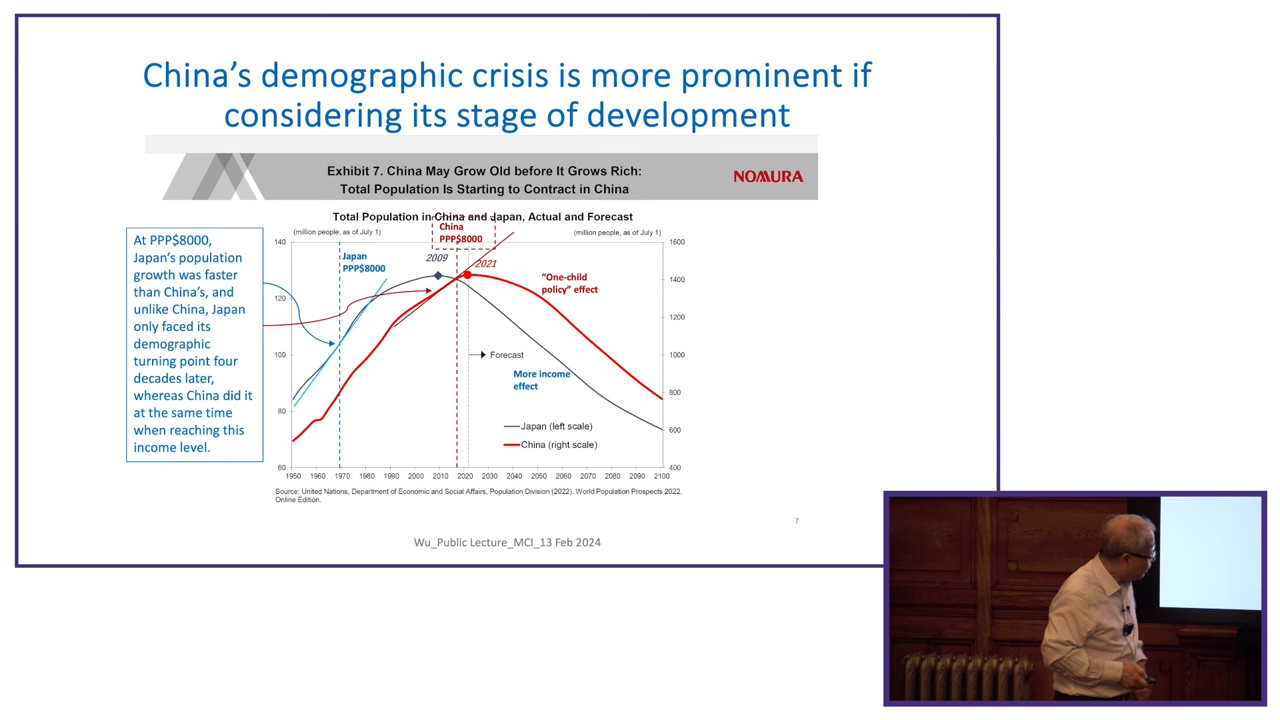 China’s demographic crisis is more prominent if
considering its stage of development
Exhibit 7. China May Grow Old before It Grows Rich:
Total Population Is Starting to Contract in China
NOMURA
At PPP$8000,
Japan’s population
growth was faster
than China’s, and
unlike China, Japan
only faced its
demographic
turning point four
decades later,
whereas China did it
at the same time
when reaching this
income level.
Total Population in China and Japan, Actual and Forecast
(million people, as of July 1)
(million people, as of July 1)
China
PPP$8000
Japan
PPP$8000
2009
2021
“One-child
policy” effect
Forecast
More income
effect
Japan (left scale)
China (right scale)
140
120
100
80
60
1600
1400
1200
1000
800
600
400
1950 1960 1970 1980 1990 2000 2010 2020 2030 2040 2050 2060 2070 2080 2090 2100
Source: United Nations, Department of Economic and Social Affairs, Population Division (2022). World Population Prospects 2022,
Online Edition.
7
Wu_Public Lecture_MCI_13 Feb 2024